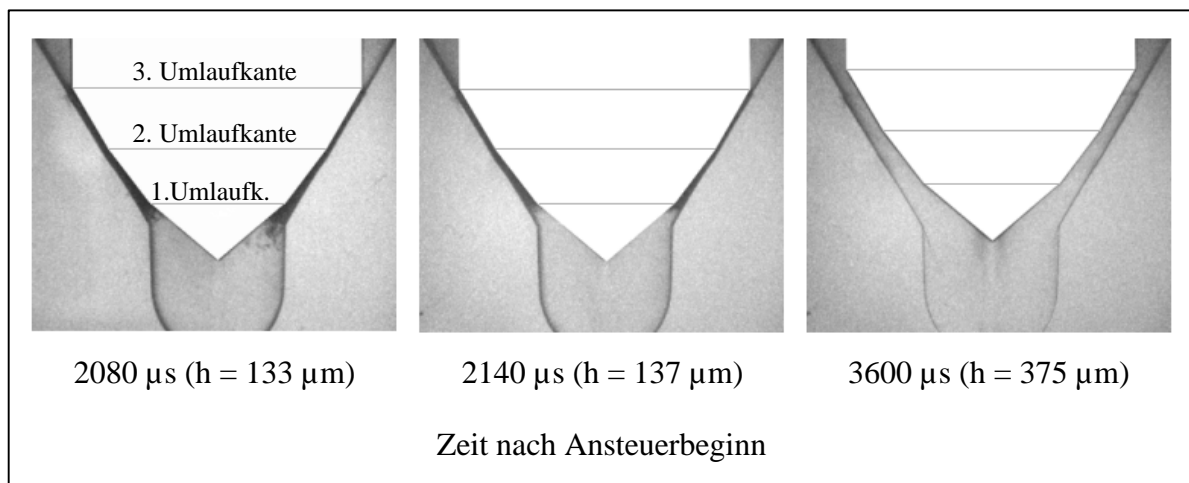 3. Umlaufkante
2. Umlaufkante
1.Umlaufk.
2080 µs (h = 133 µm)
2140 µs (h = 137 µm)
3600 µs (h = 375 µm)
Zeit nach Ansteuerbeginn